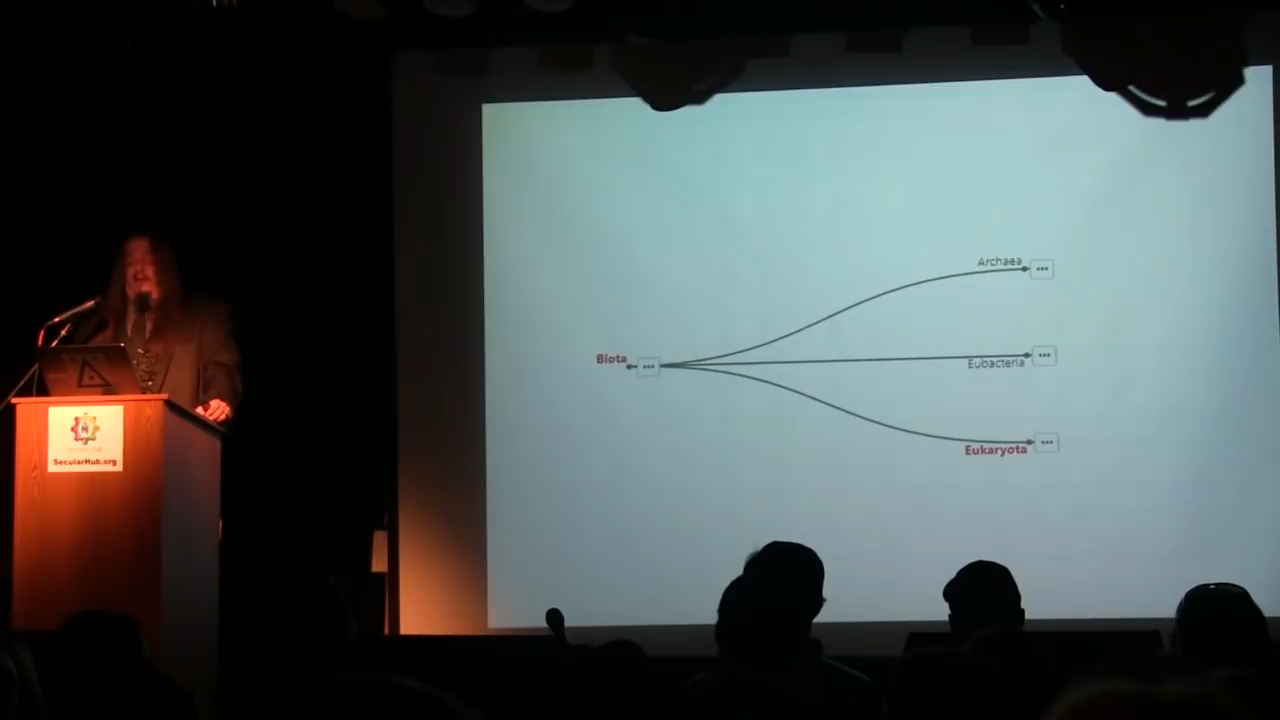 Archaea
Biota
Eubacteria
Eukaryota
SecularHub.org